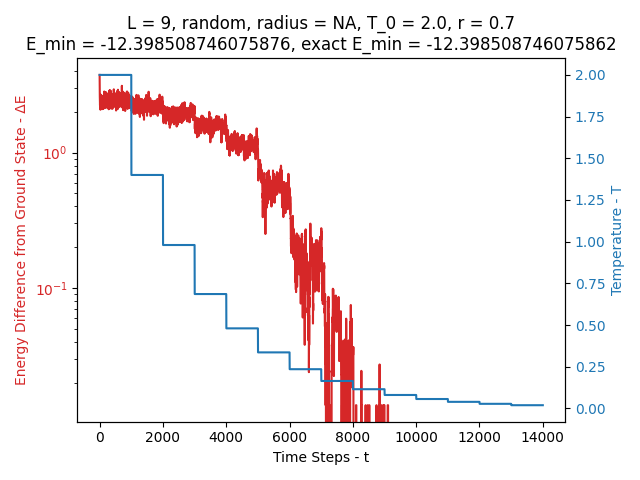 L = 9, random, radius = NA, T_0 = 2.0, r = 0.7
E_min = -12.398508746075876, exact E_min = -12.398508746075862
Energy Difference from Ground State - ΔE
10⁰
10⁻¹
2.00
1.75
1.50
1.25
1.00
0.75
0.50
0.25
0.00
Temperature - T
0 2000 4000 6000 8000 10000 12000 14000
Time Steps - t